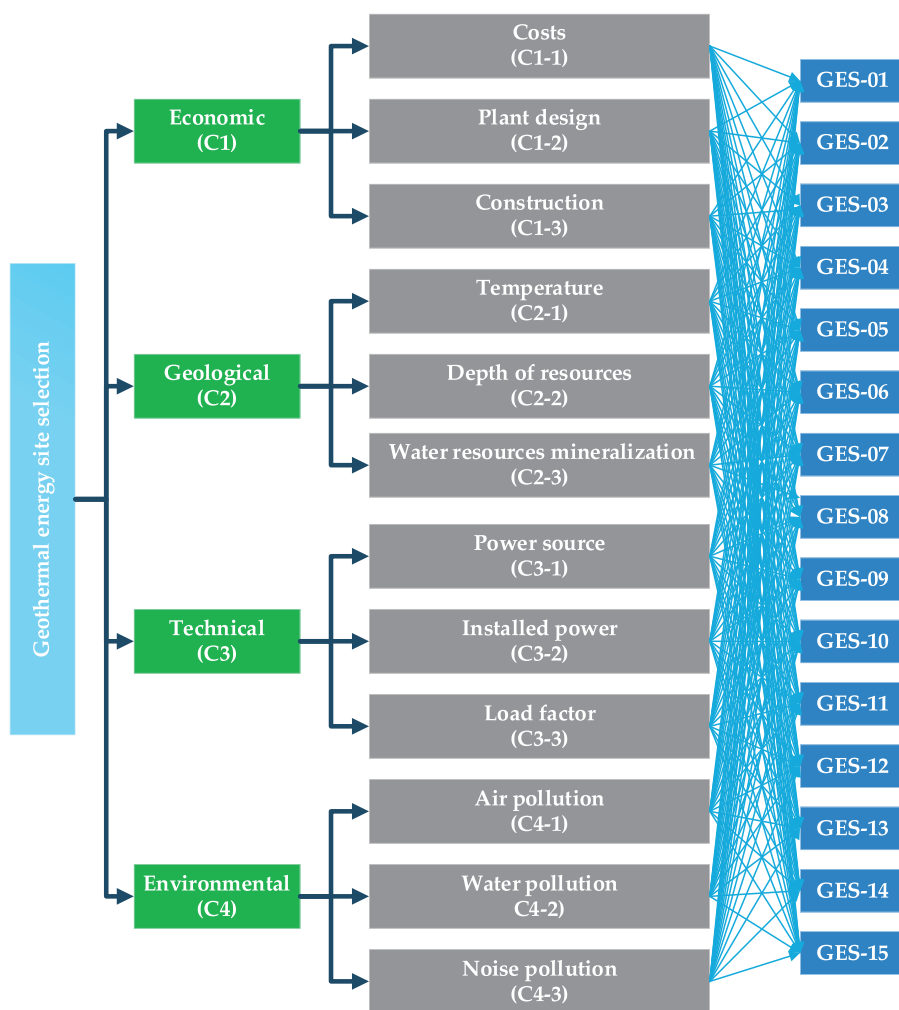 Geothermal energy site selection
Economic
(C1)
Geological
(C2)
Technical
(C3)
Environmental
(C4)
Costs
(C1-1)
Plant design
(C1-2)
Construction
(C1-3)
Temperature
(C2-1)
Depth of resources
(C2-2)
Water resources mineralization
(C2-3)
Power source
(C3-1)
Installed power
(C3-2)
Load factor
(C3-3)
Air pollution
(C4-1)
Water pollution
C4-2)
Noise pollution
(C4-3)
GES-01
GES-02
GES-03
GES-04
GES-05
GES-06
GES-07
GES-08
GES-09
GES-10
GES-11
GES-12
GES-13
GES-14
GES-15